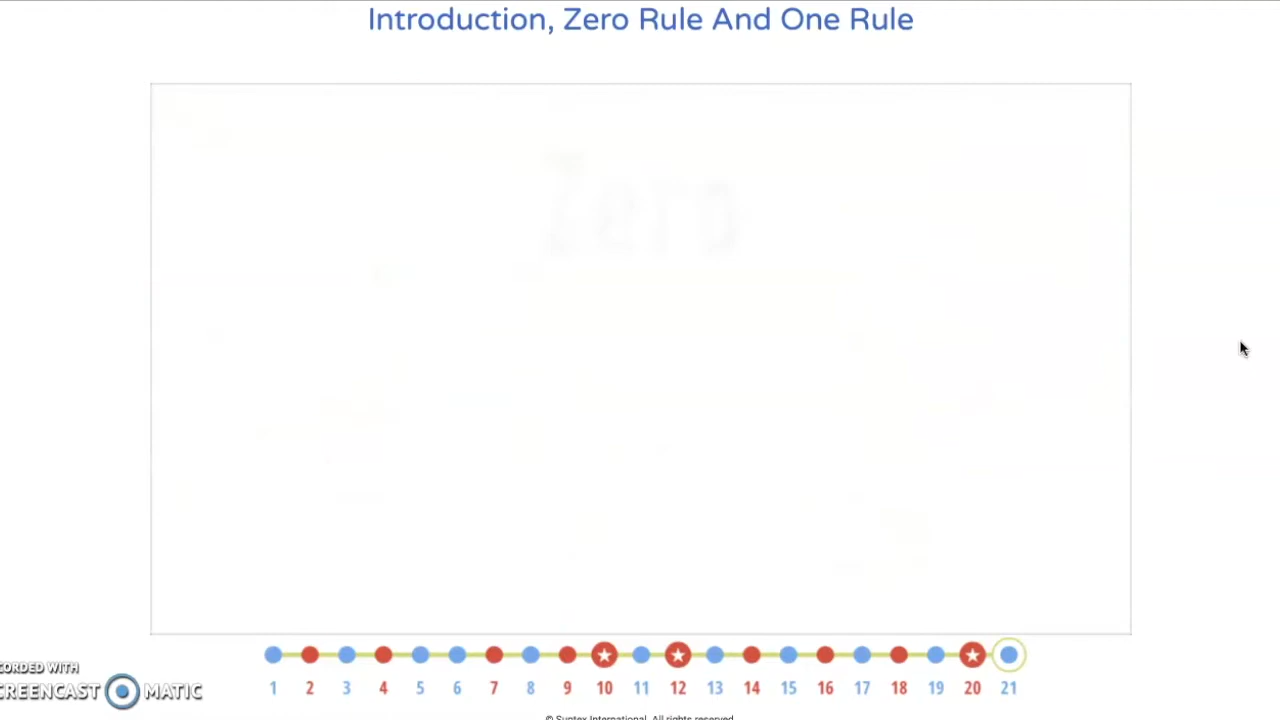 Introduction, Zero Rule And One Rule
Zero
1 2 3 4 5 6 7 8 9 10 11 12 13 14 15 16 17 18 19 20 21
CORDED WITH
CREENCAST MATIC
© Suntex International. All rights reserved